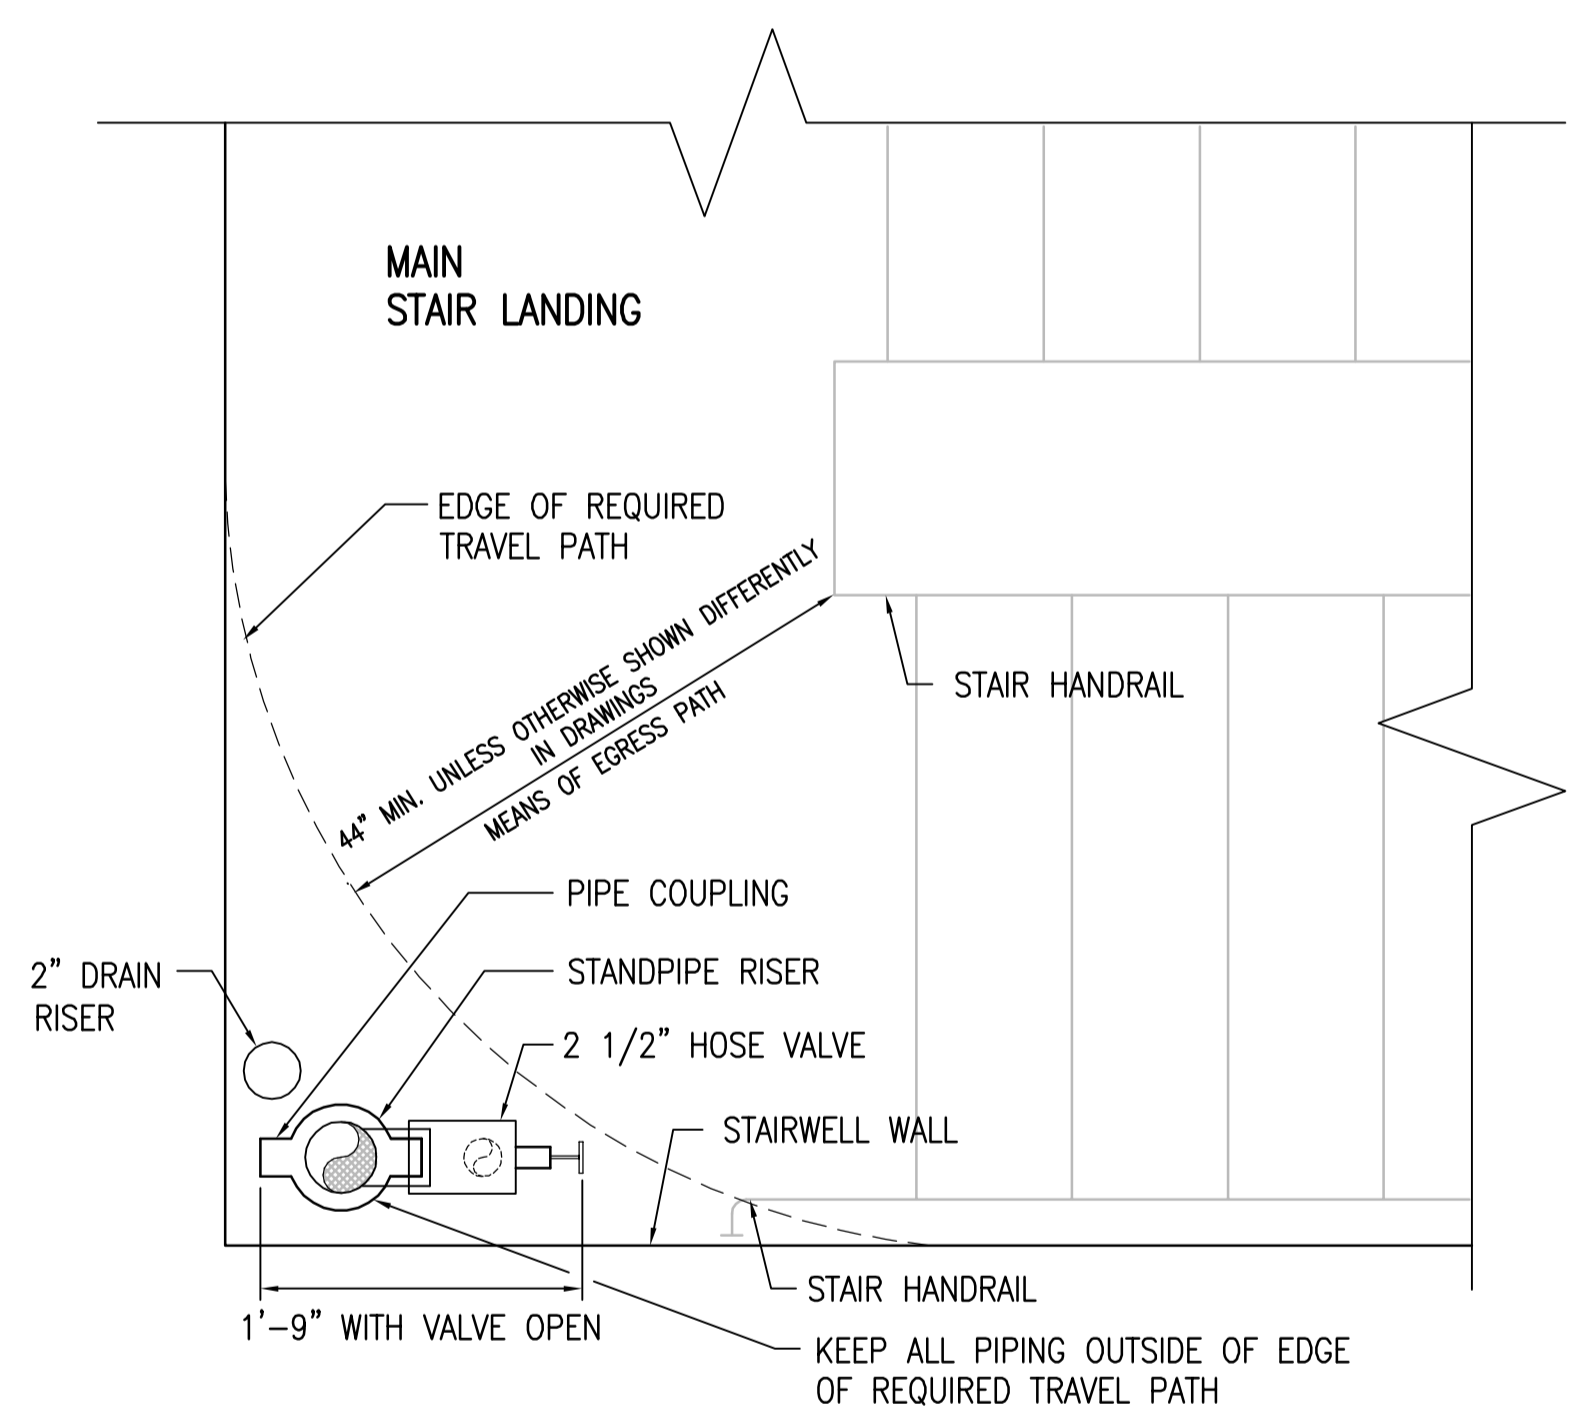 MAIN
STAIR LANDING
EDGE OF REQUIRED
TRAVEL PATH
44” MIN. UNLESS OTHERWISE SHOWN DIFFERENTLY
IN DRAWINGS
MEANS OF EGRESS PATH
STAIR HANDRAIL
PIPE COUPLING
2” DRAIN
RISER
STANDPIPE RISER
2 1/2” HOSE VALVE
STAIRWELL WALL
STAIR HANDRAIL
1’-9” WITH VALVE OPEN
KEEP ALL PIPING OUTSIDE OF EDGE
OF REQUIRED TRAVEL PATH